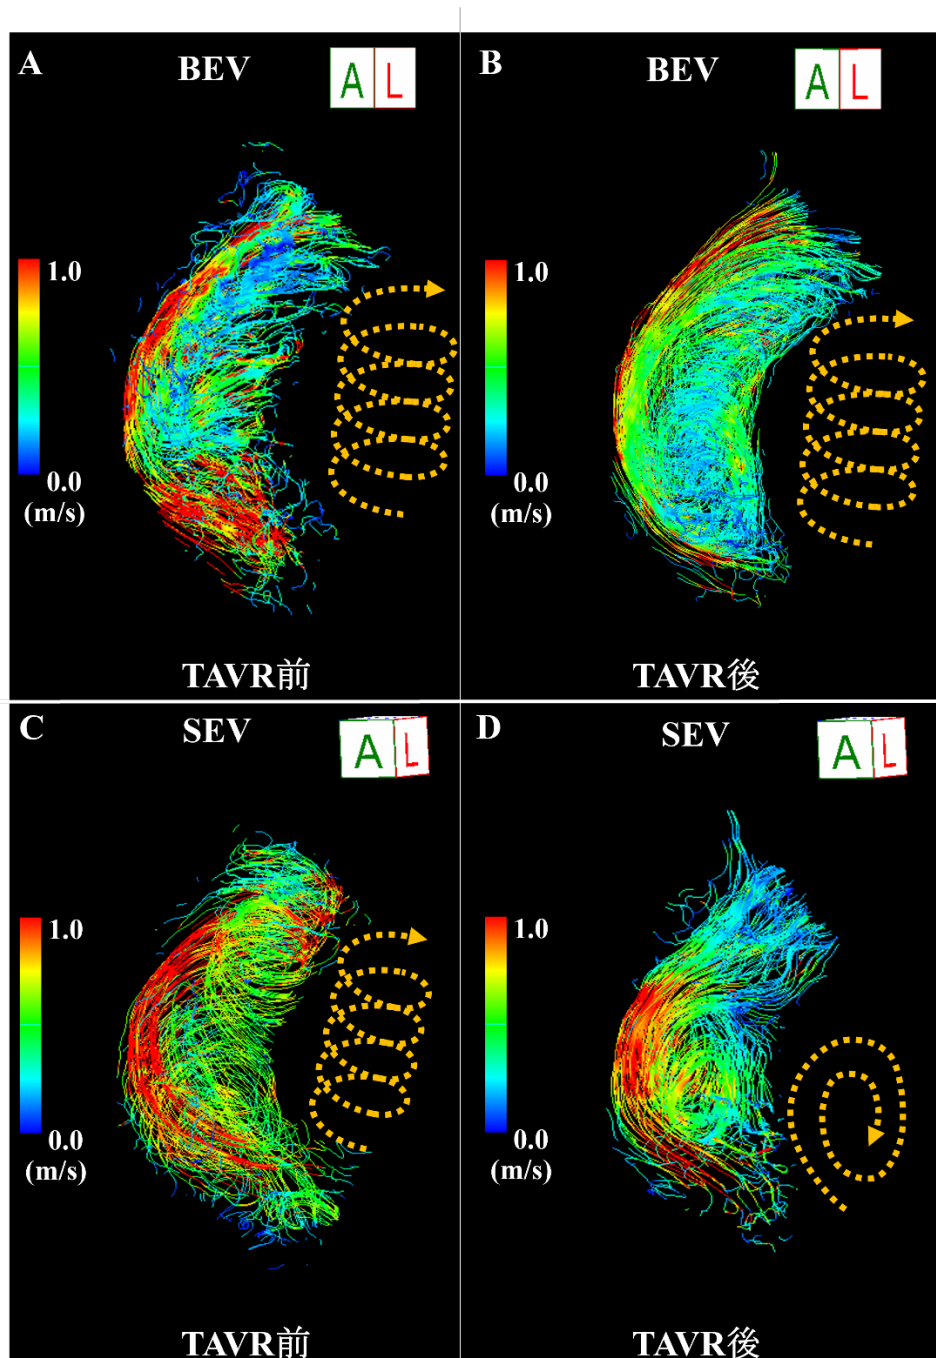 A
BEV
A L
1.0
0.0
(m/s)
TAVR前
B
BEV
A L
1.0
0.0
(m/s)
TAVR後
C
SEV
A L
1.0
0.0
(m/s)
TAVR前
D
SEV
A L
1.0
0.0
(m/s)
TAVR後